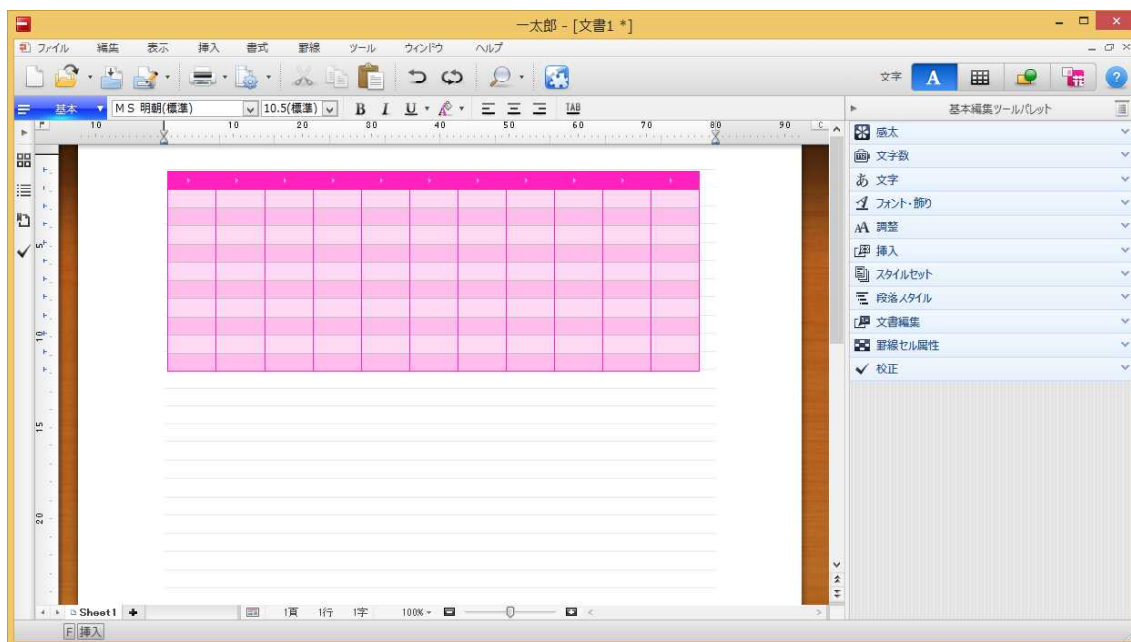 一太郎 - [文書1 *]
ファイル 編集 表示 挿入 書式 罫線 ツール ウィンドウ ヘルプ
文字 A
基本 MS 明朝(標準) 10.5(標準) B I U TAB
基本編集ツールパレット
10 10 20 30 40 50 60 70 80 90
感太
文字数
あ 文字
フォント・飾り
AA 調整
挿入
スタイルセット
段落スタイル
文書編集
罫線セル属性
校正
5
10
15
20
Sheet1 1頁 1行 1字 100%
F 挿入